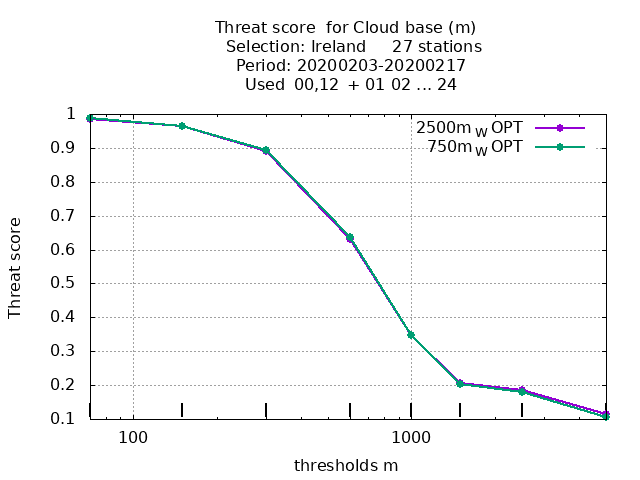 Threat score  for Cloud base (m)
Selection: Ireland     27 stations
Period: 20200203-20200217
Used  00,12  + 01 02 ... 24
2500m W OPT
750m W OPT
1
0.9
0.8
0.7
0.6
0.5
0.4
0.3
0.2
0.1
Threat score
100
1000
thresholds m